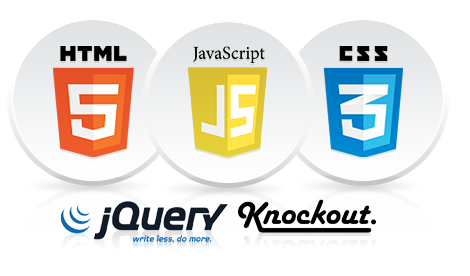 HTML JavaScript CSS
5 JS 3
jQuery Knockout.
write less. do more.